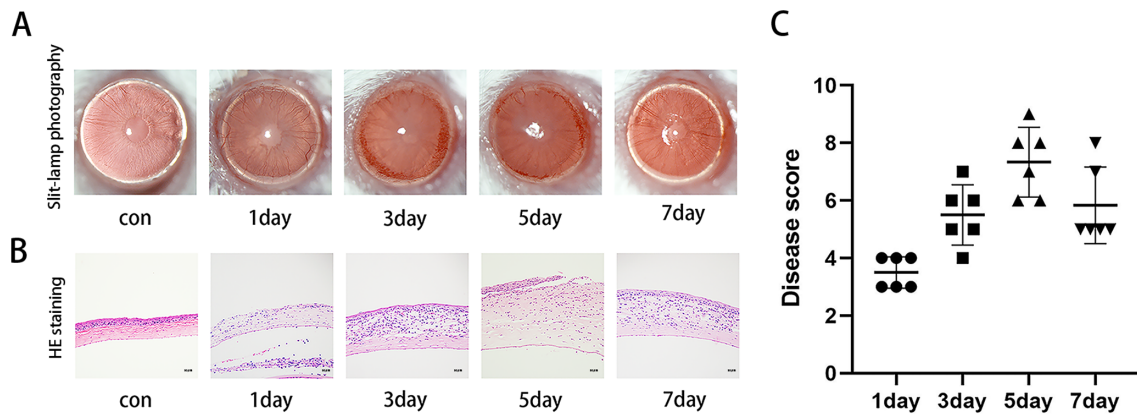 A
Slit-lamp photography
con
1day
3day
5day
7day
B
HE staining
con
1day
3day
5day
7day
C
Disease score
10
8
6
4
2
0
1day
3day
5day
7day